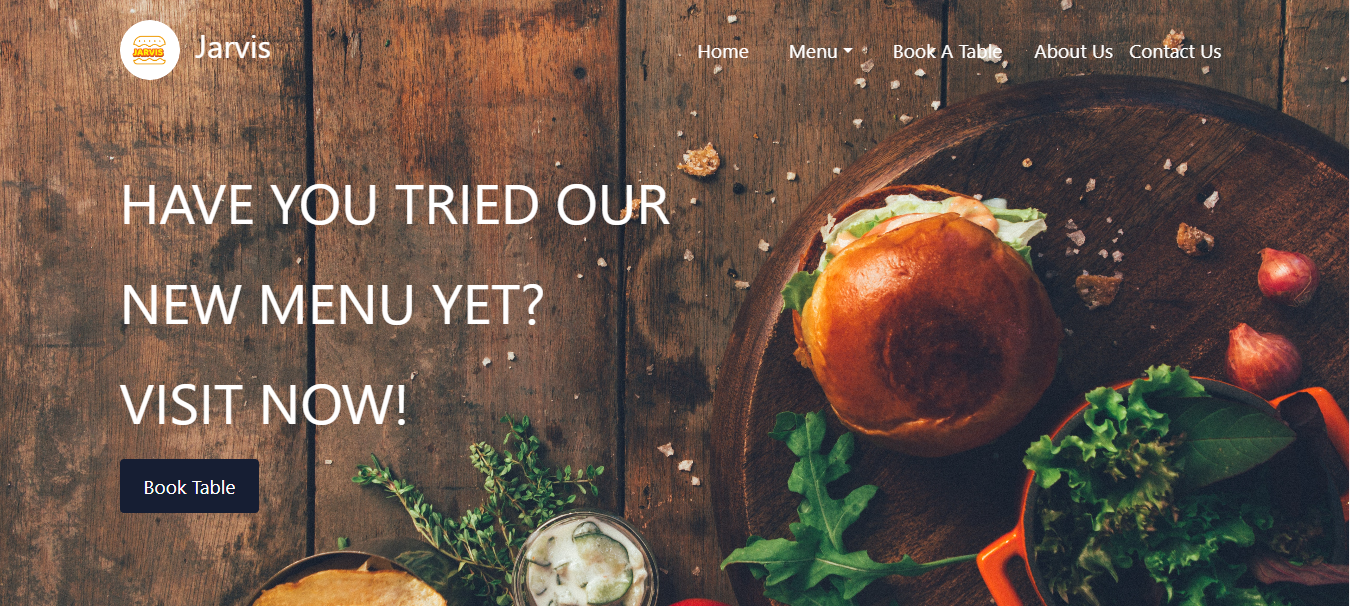 JARVIS
Jarvis
Home Menu Book A Table About Us Contact Us
HAVE YOU TRIED OUR
NEW MENU YET?
VISIT NOW!
Book Table